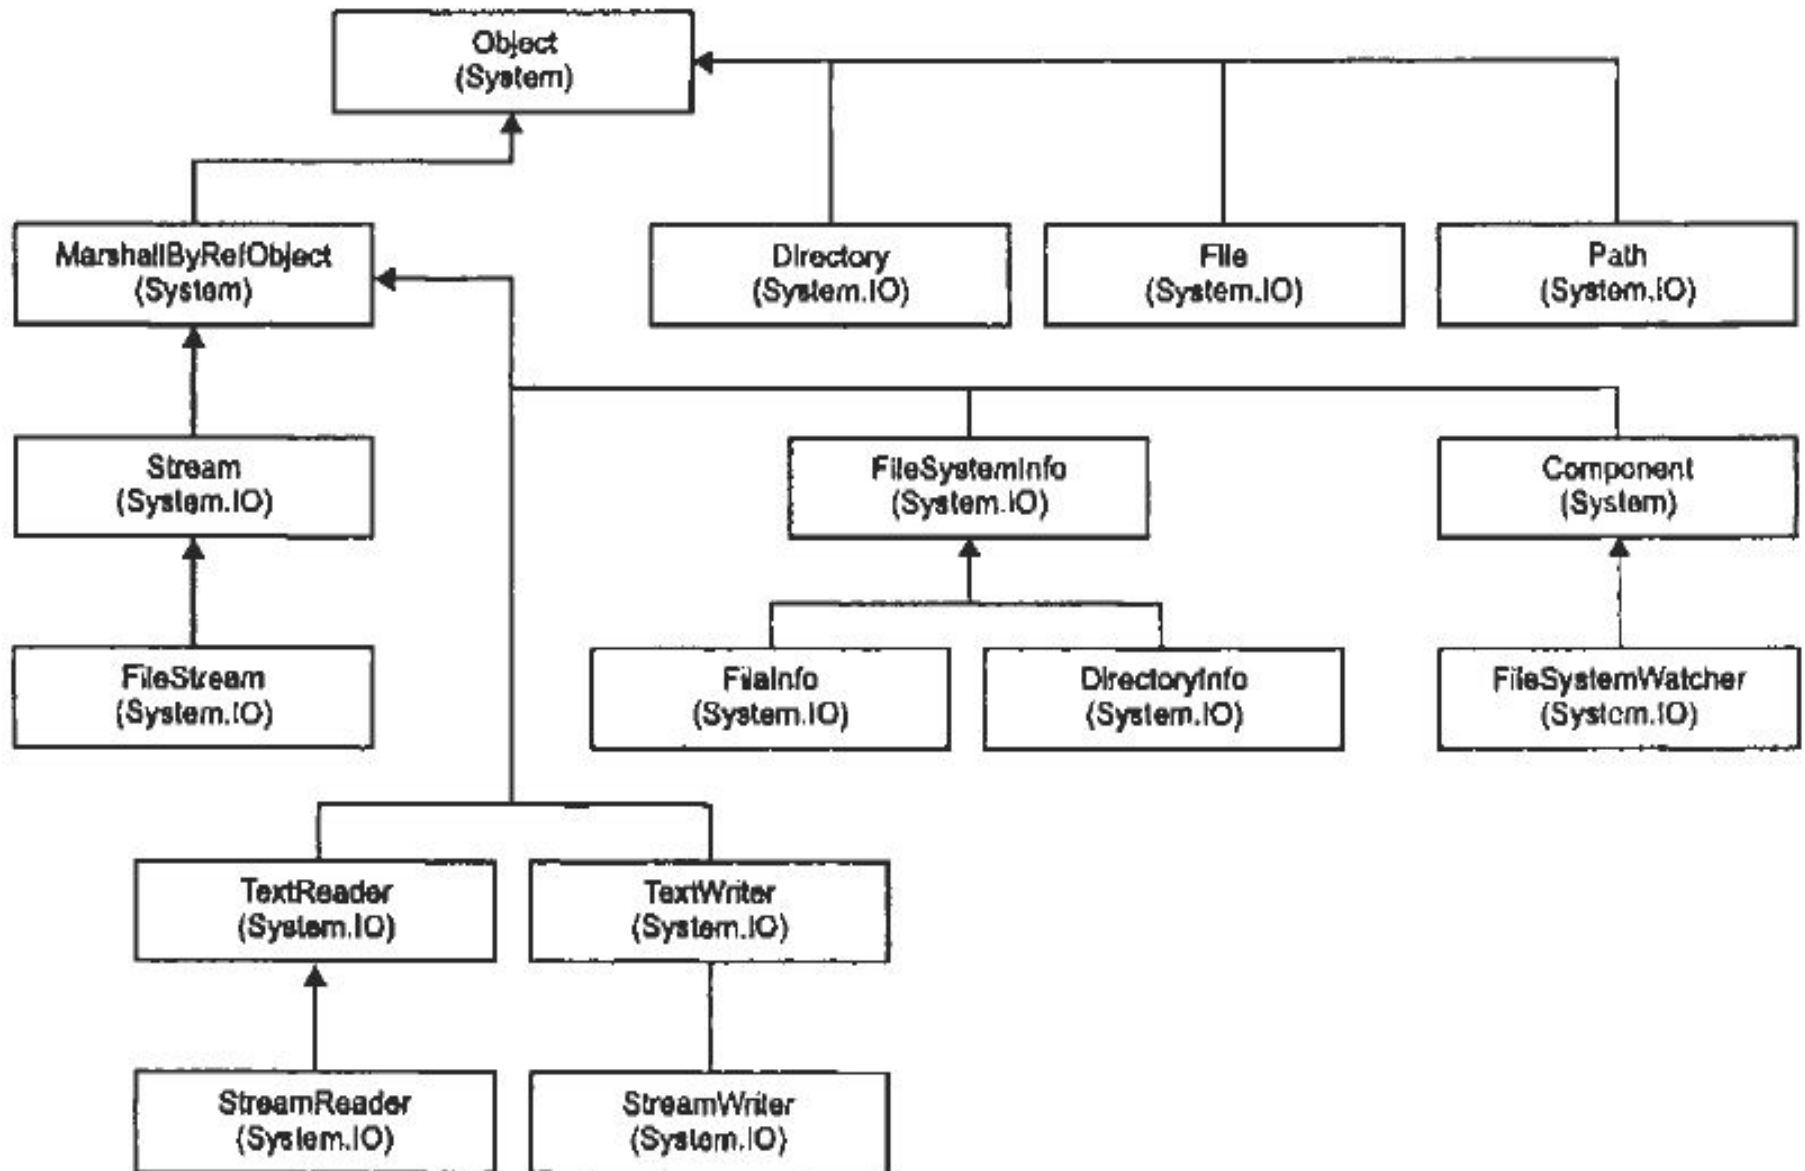 Object
(System)
MarshallByRefObject
(System)
Directory
(System.IO)
File
(System.IO)
Path
(System.IO)
Stream
(System.IO)
FileSystemInfo
(System.IO)
Component
(System)
FileStream
(System.IO)
FileInfo
(System.IO)
DirectoryInfo
(System.IO)
FileSystemWatcher
(System.IO)
TextReader
(System.IO)
TextWriter
(System.IO)
StreamReader
(System.IO)
StreamWriter
(System.IO)